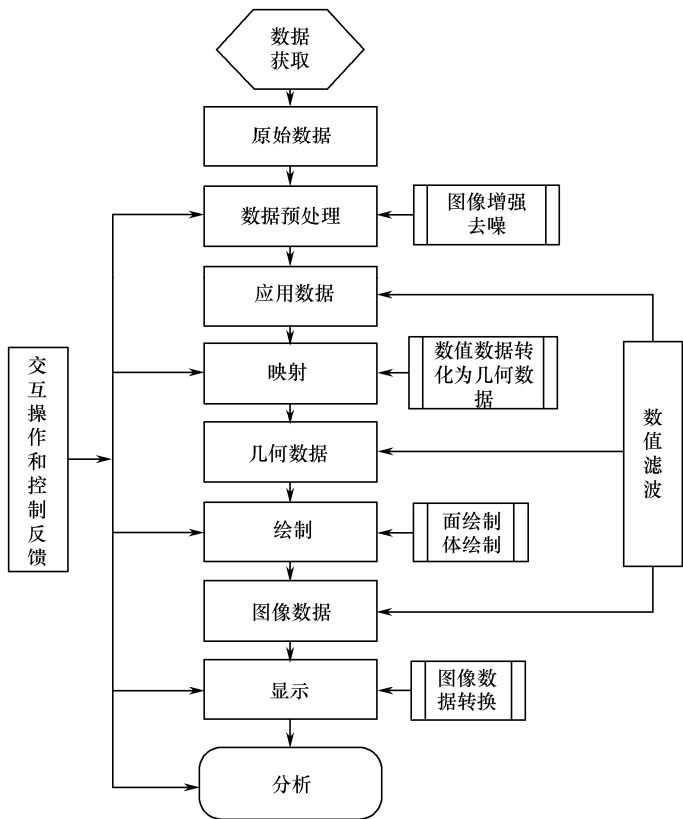 数据
获取
原始数据
数据预处理
图像增强
去噪
应用数据
映射
数值数据转
化为几何数
据
几何数据
绘制
面绘制
体绘制
图像数据
显示
图像数
据转换
分析
交互操作和控制反馈
数值滤波